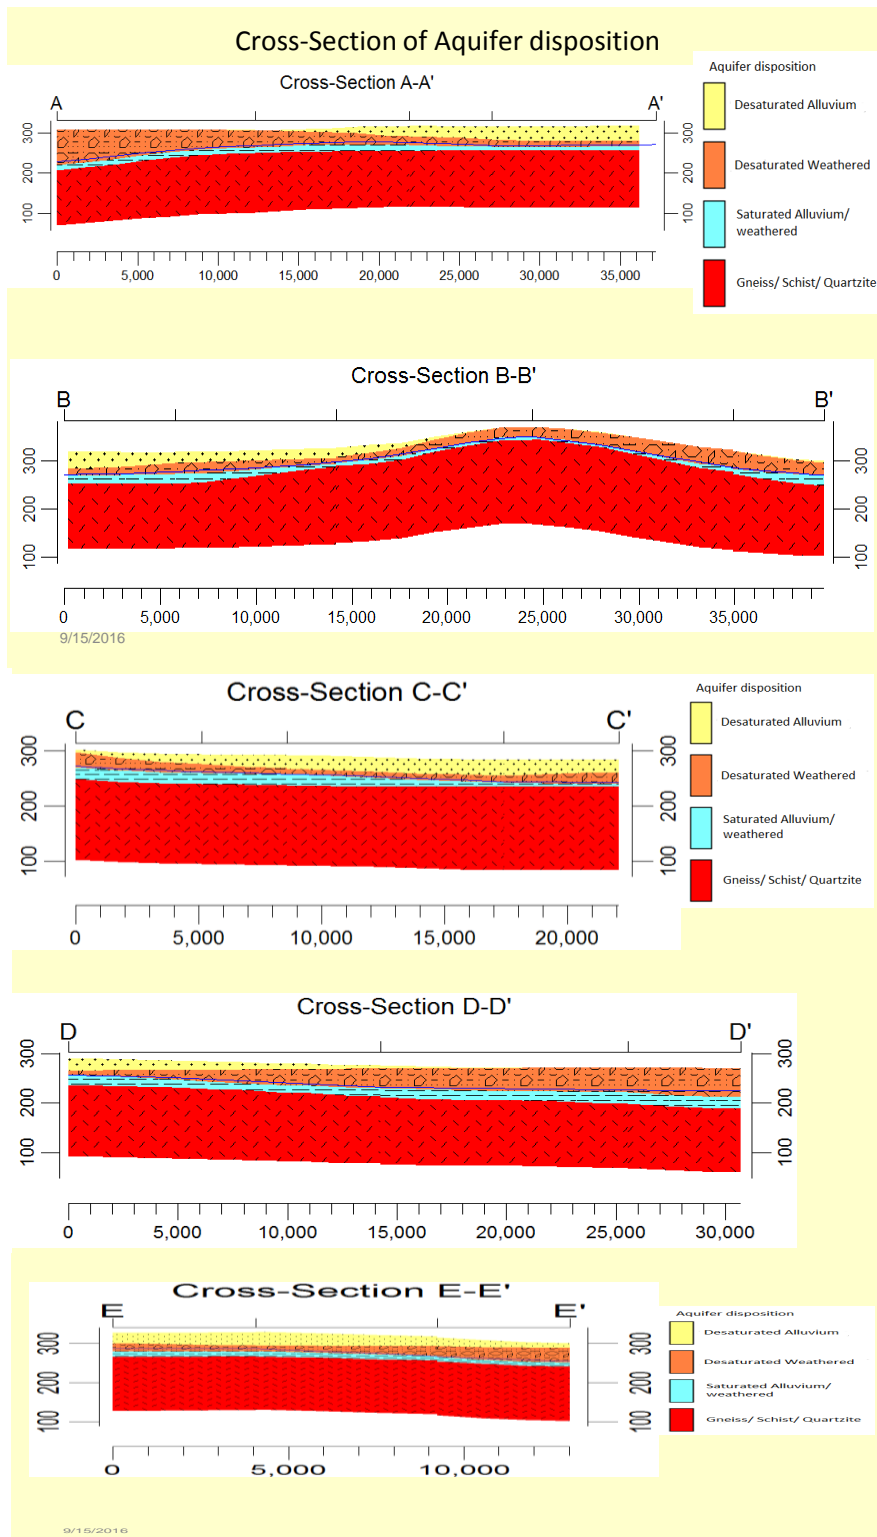 Cross-Section of Aquifer disposition
Cross-Section A-A'
A A'
300 300
200 200
100 100
0 5,000 10,000 15,000 20,000 25,000 30,000 35,000
Aquifer disposition
Desaturated Alluvium
Desaturated Weathered
Saturated Alluvium/
weathered
Gneiss/ Schist/ Quartzite
Cross-Section B-B'
B B'
300 300
200 200
100 100
0 5,000 10,000 15,000 20,000 25,000 30,000 35,000
9/15/2016
Cross-Section C-C'
C C'
300 300
200 200
100 100
0 5,000 10,000 15,000 20,000
Aquifer disposition
Desaturated Alluvium
Desaturated Weathered
Saturated Alluvium/
weathered
Gneiss/ Schist/ Quartzite
Cross-Section D-D'
D D'
300 300
200 200
100 100
0 5,000 10,000 15,000 20,000 25,000 30,000
Cross-Section E-E'
E E'
300 300
200 200
100 100
0 5,000 10,000
Aquifer disposition
Desaturated Alluvium
Desaturated Weathered
Saturated Alluvium/
weathered
Gneiss/ Schist/ Quartzite
9/15/2016